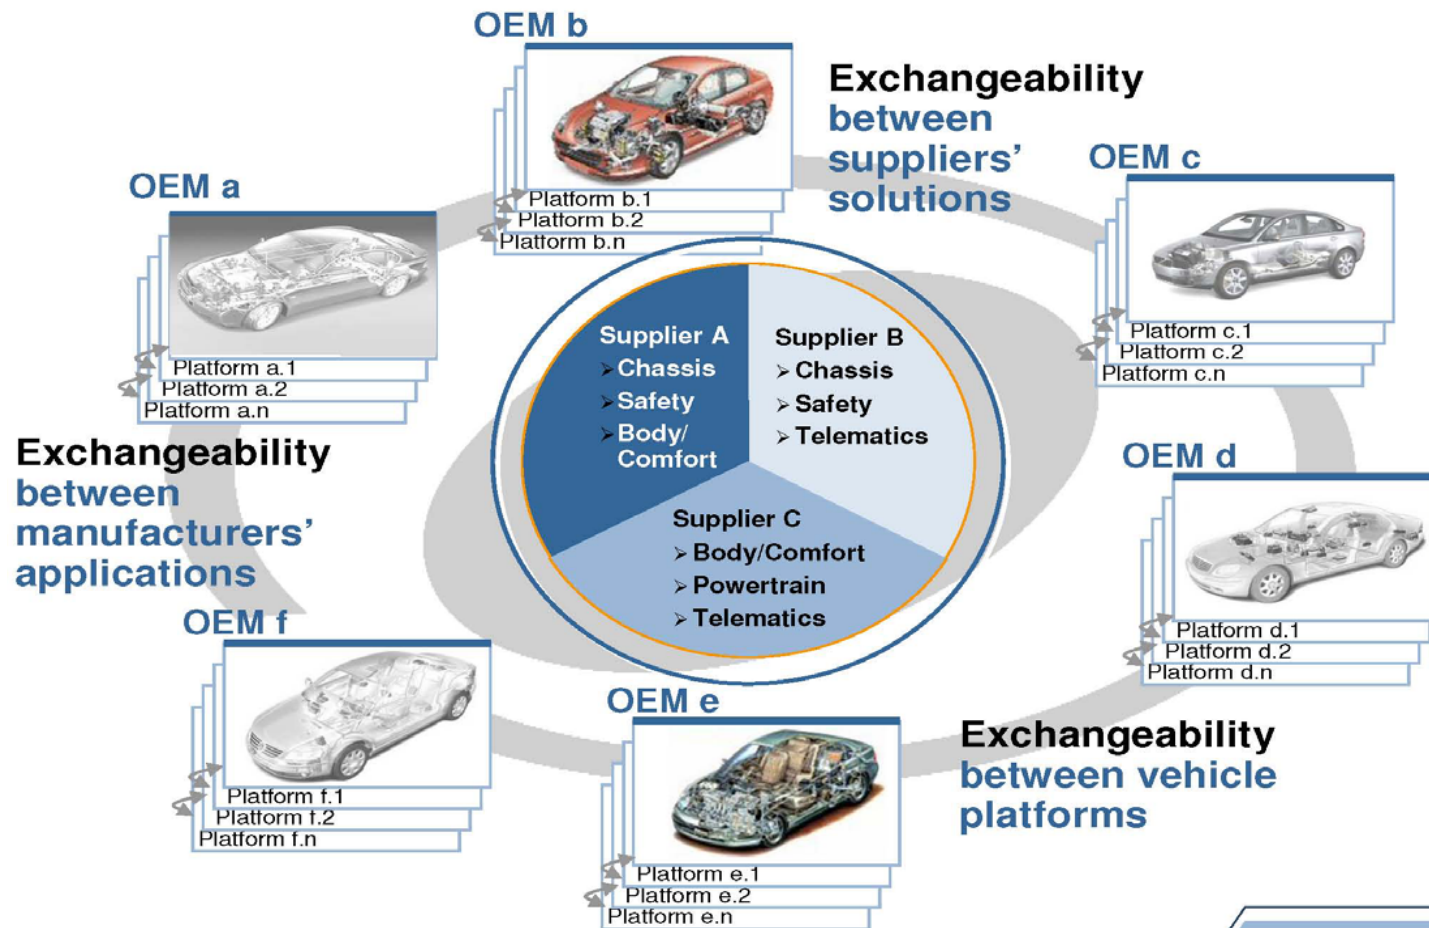 OEM b
Platform b.1
Platform b.2
Platform b.n
Exchangeability
between
suppliers’
solutions
OEM c
Platform c.1
Platform c.2
Platform c.n
OEM a
Platform a.1
Platform a.2
Platform a.n
Supplier A
➢Chassis
➢Safety
➢Body/
Comfort
Supplier B
➢Chassis
➢Safety
➢Telematics
Supplier C
➢Body/Comfort
➢Powertrain
➢Telematics
Exchangeability
between
manufacturers’
applications
OEM d
Platform d.1
Platform d.2
Platform d.n
OEM f
Platform f.1
Platform f.2
Platform f.n
OEM e
Platform e.1
Platform e.2
Platform e.n
Exchangeability
between vehicle
platforms